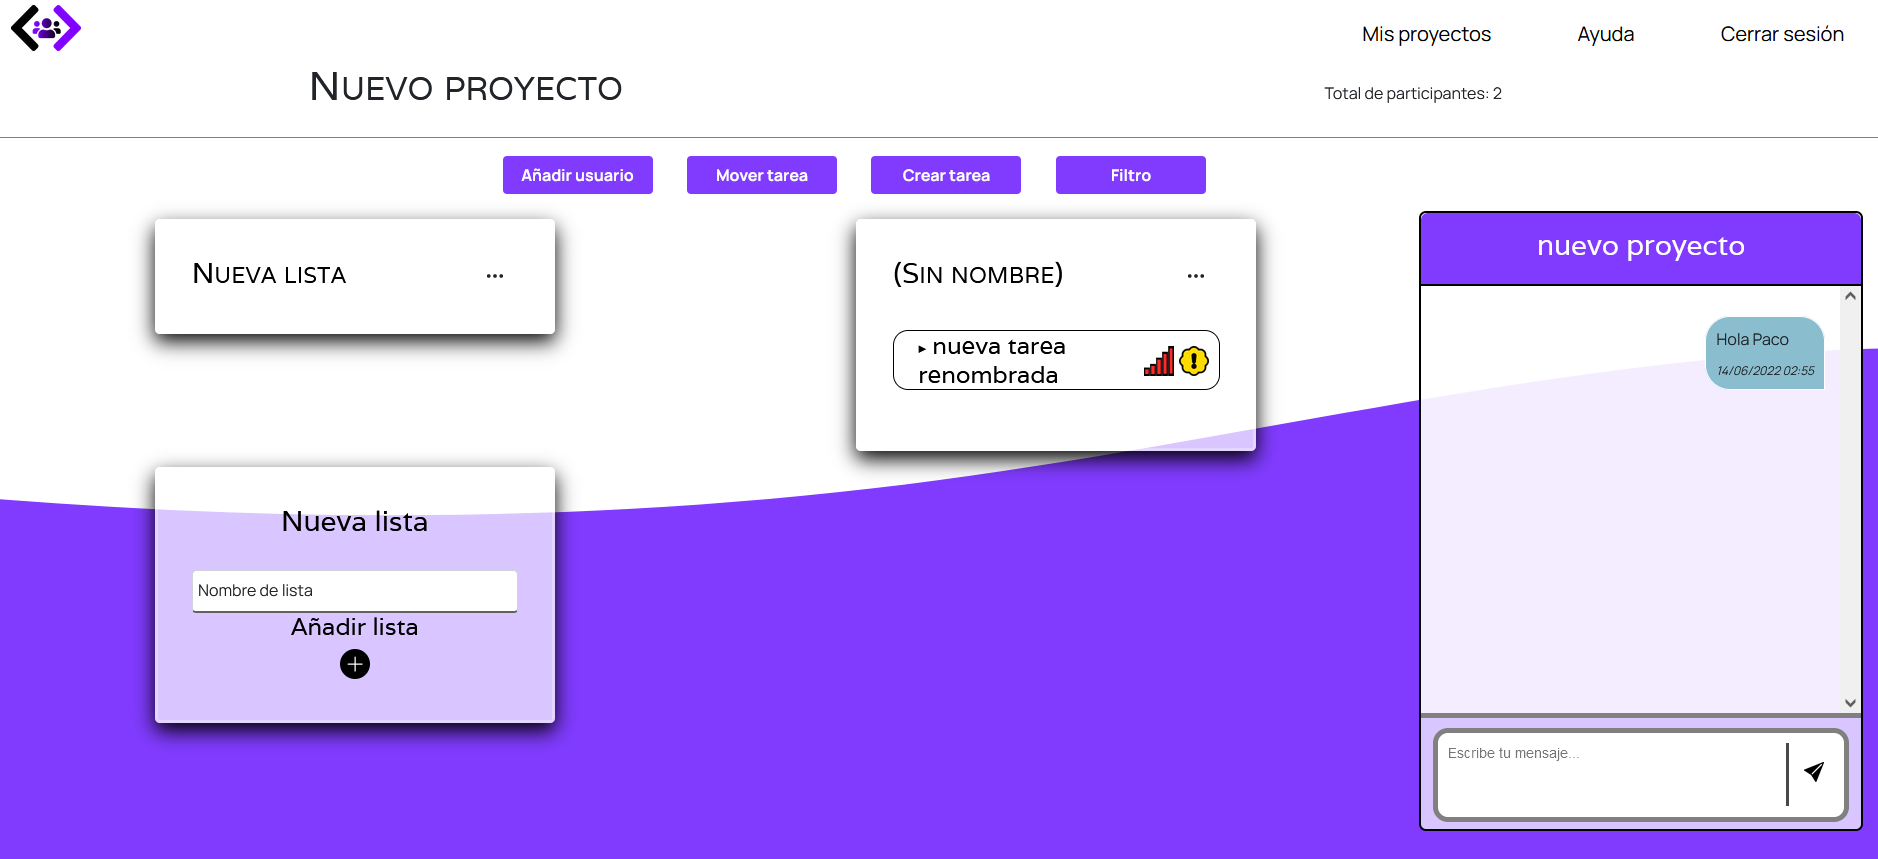 Mis proyectos
Ayuda
Cerrar sesión
Nuevo proyecto
Total de participantes: 2
Añadir usuario
Mover tarea
Crear tarea
Filtro
Nueva lista
...
(Sin nombre)
...
▸ nueva tarea
renombrada
Nueva lista
Nombre de lista
Añadir lista
nuevo proyecto
Hola Paco
14/06/2022 02:55
Escribe tu mensaje...